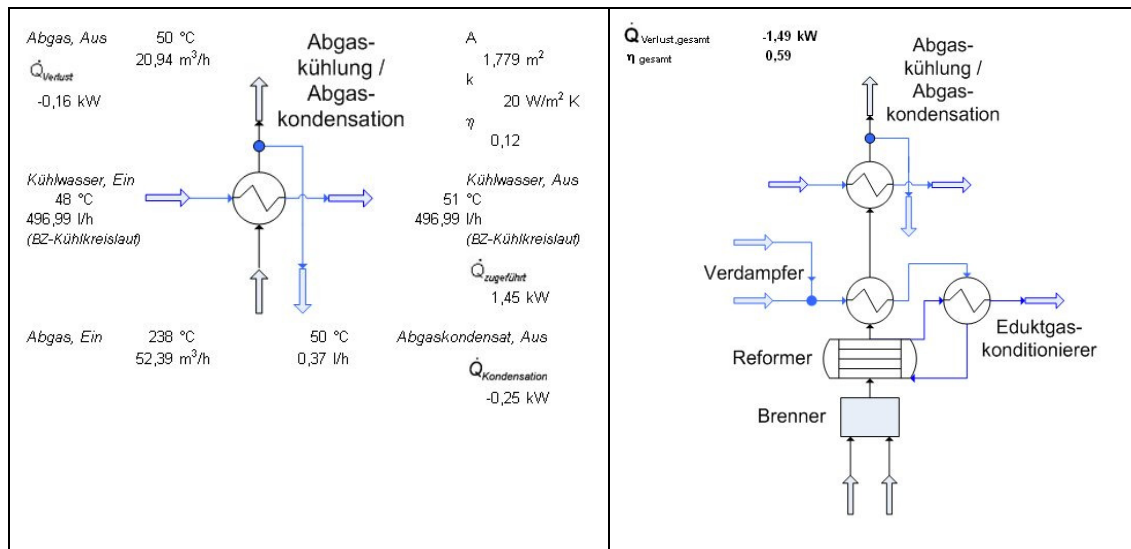 Abgas, Aus 50 °C
20,94 m³/h
Q̇ Verlust
-0,16 kW
Abgas-
kühlung /
Abgas-
kondensation
A
1,779 m²
k
20 W/m² K
η
0,12
Kühlwasser, Ein
48 °C
496,99 l/h
(BZ-Kühlkreislauf)
Kühlwasser, Aus
51 °C
496,99 l/h
(BZ-Kühlkreislauf)
Q̇ zugeführt
1,45 kW
Abgas, Ein 238 °C 50 °C Abgaskondensat, Aus
52,39 m³/h 0,37 l/h
Q̇ Kondensation
-0,25 kW
Q̇ Verlust,gesamt -1,49 kW
η gesamt 0,59
Abgas-
kühlung /
Abgas-
kondensation
Verdampfer
Eduktgas-
konditionierer
Reformer
Brenner